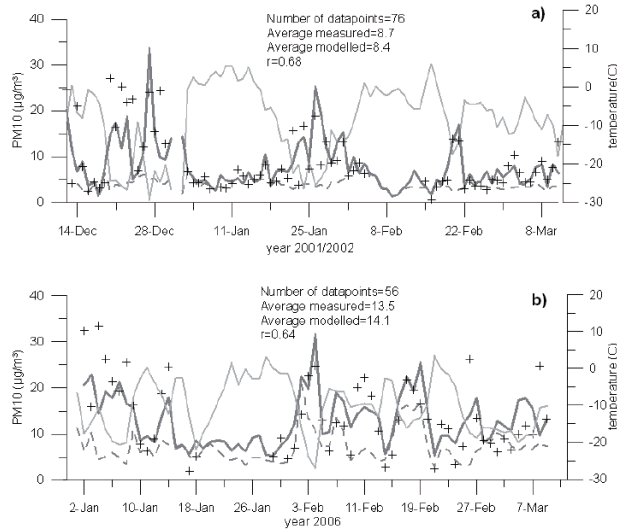 a)
Number of datapoints=76
Average measured=8.7
Average modelled=8.4
r=0.68
PM10 (µg/m³)
40
30
20
10
0
temperature(C)
20
10
0
-10
-20
-30
14-Dec 28-Dec 11-Jan 25-Jan 8-Feb 22-Feb 8-Mar
year 2001/2002
b)
Number of datapoints=56
Average measured=13.5
Average modelled=14.1
r=0.64
PM10 (µg/m³)
40
30
20
10
0
temperature (C)
20
10
0
-10
-20
-30
2-Jan 10-Jan 18-Jan 26-Jan 3-Feb 11-Feb 19-Feb 27-Feb 7-Mar
year 2006